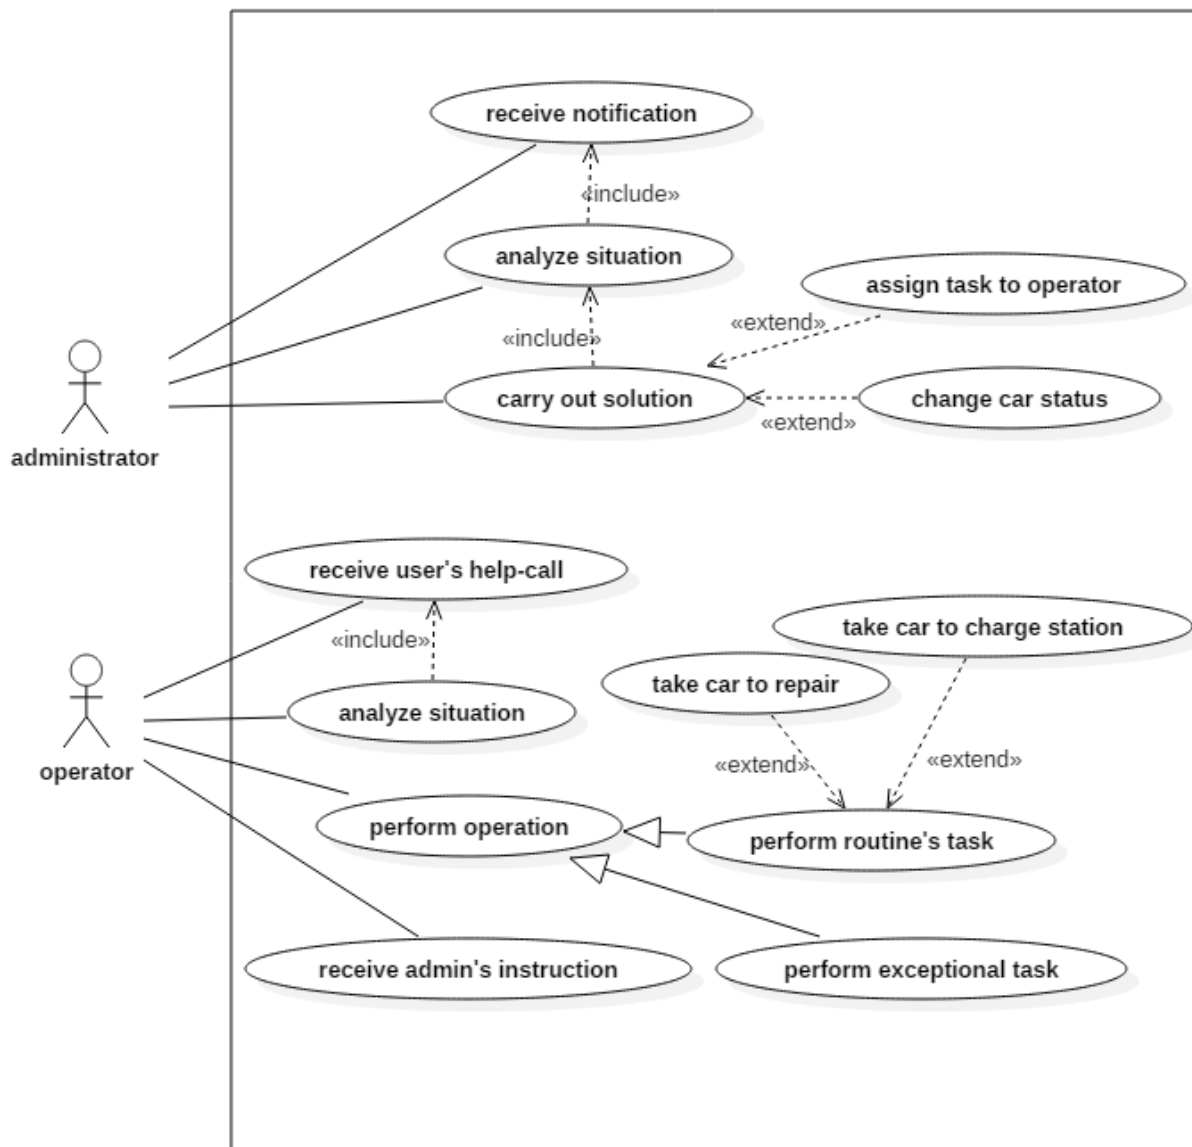 receive notification
«include»
analyze situation
assign task to operator
«extend»
«include»
carry out solution
change car status
«extend»
administrator
receive user's help-call
take car to charge station
«include»
take car to repair
analyze situation
«extend»
«extend»
operator
perform operation
perform routine's task
receive admin's instruction
perform exceptional task